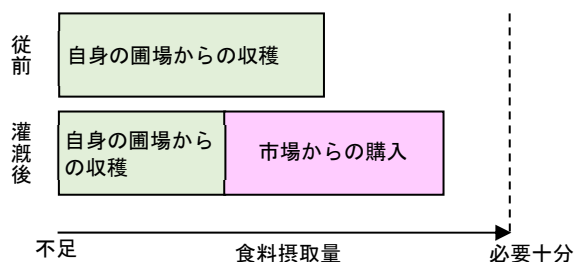 従前
自身の圃場からの収穫
灌漑後
自身の圃場から
の収穫
市場からの購入
不足
食料摂取量
必要十分